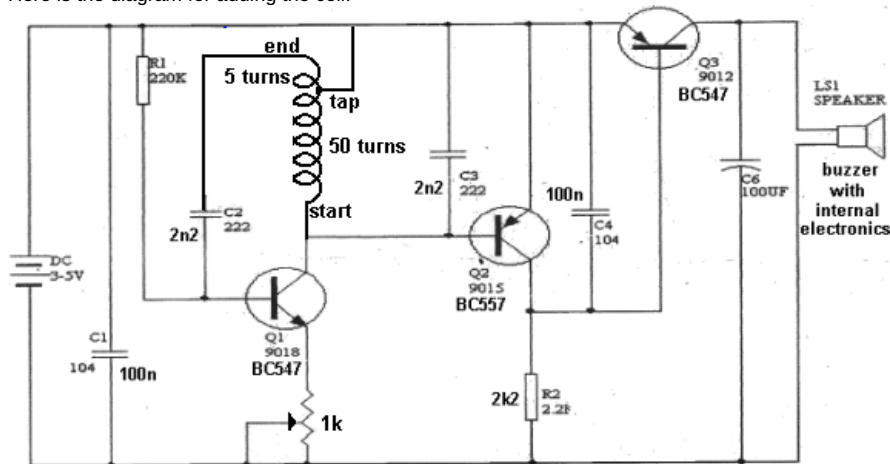 Here is the diagram for adding the coil.
end
R1
220K
5 turns
tap
50 turns
start
C2
222
2n2
C3
222
2n2
100n
C4
104
Q3
9012
BC547
LS1
SPEAKER
buzzer
with
internal
electronics
C6
100UF
DC
3-5V
Q2
9015
BC557
C1
104
100n
Q1
9018
BC547
1k
2k2
R2